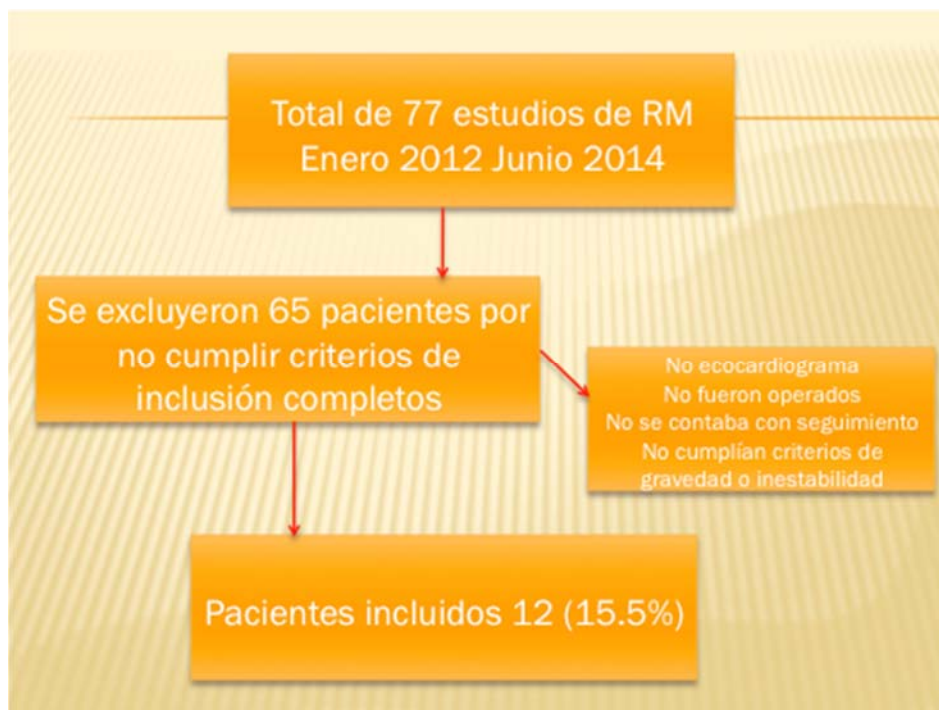 Total de 77 estudios de RM
Enero 2012 Junio 2014
Se excluyeron 65 pacientes por
no cumplir criterios de
inclusión completos
No ecocardiograma
No fueron operados
No se contaba con seguimiento
No cumplían criterios de
gravedad o inestabilidad
Pacientes incluidos 12 (15.5%)